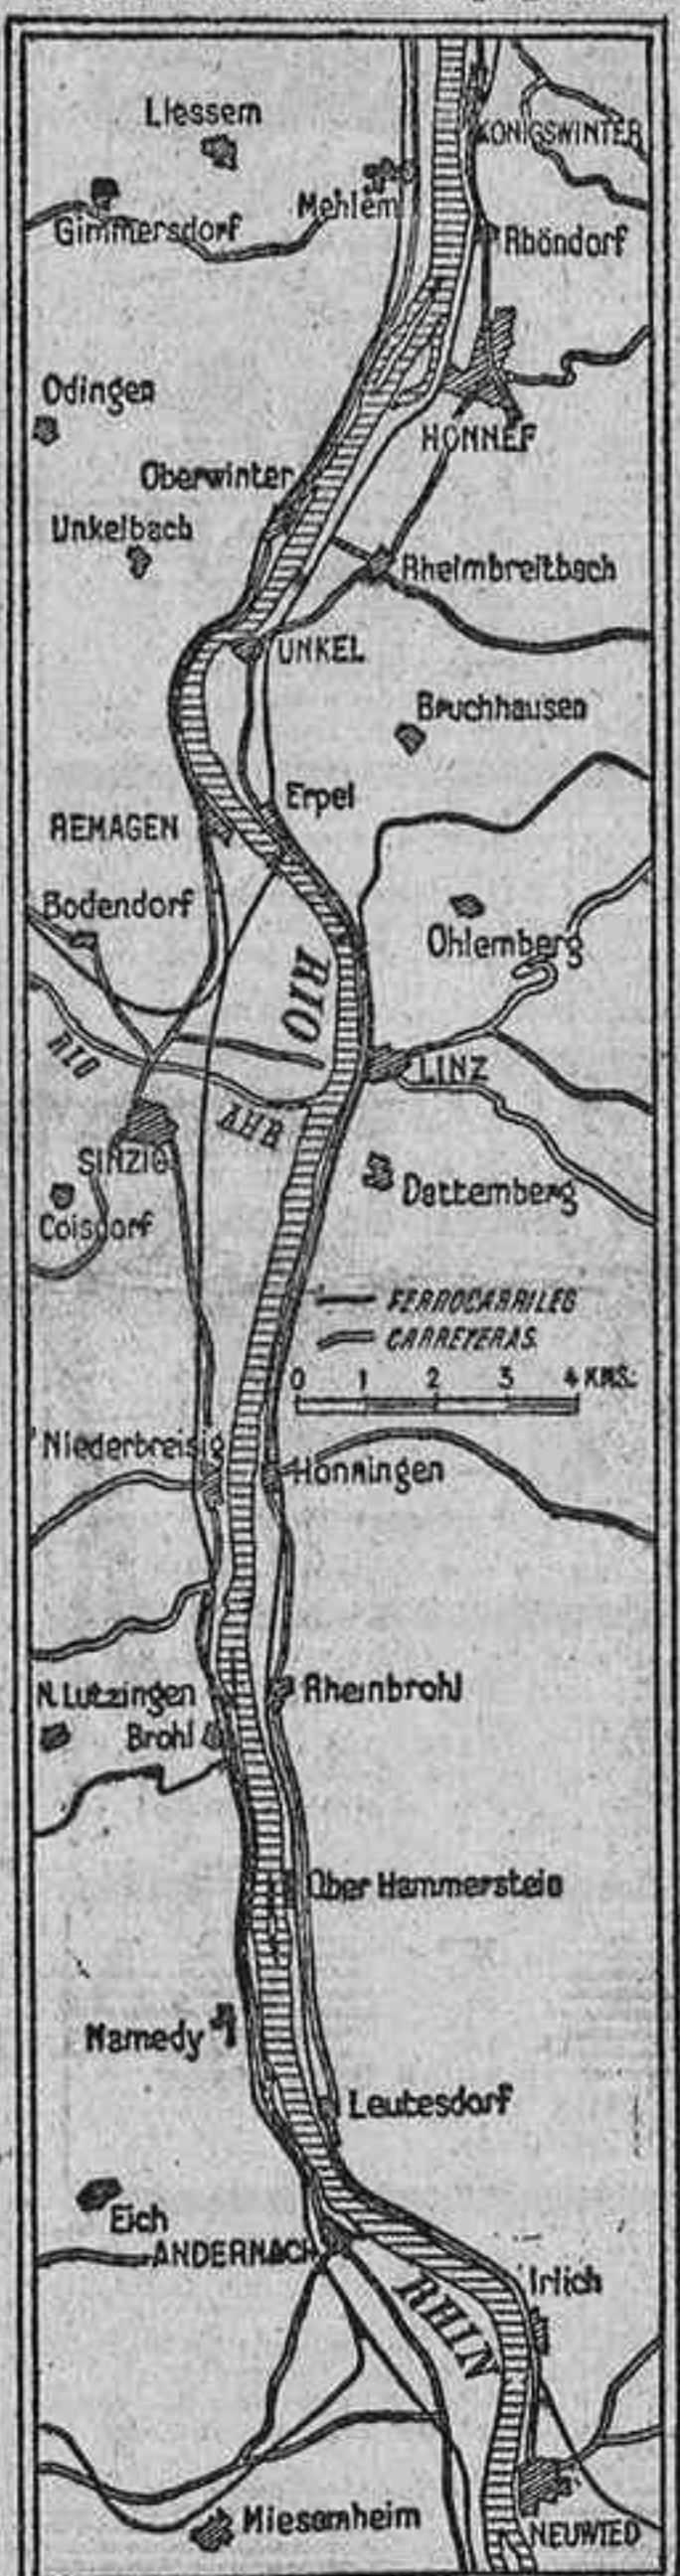 Liessem
KONIGSWINTER
Gimmersdorf
Mehlem
Rböndorf
Odingen
HONNEF
Oberwinter
Unkelbach
Rheimbreitbach
UNKEL
Bruchhausen
Erpel
REMAGEN
Bodendorf
Ohlemberg
RIO
RIO
LINZ
AHR
SINZIG
Dattemberg
Coisdorf
FERROCARRILES
CARRETERAS.
0 1 2 3 4 KMS.
Niederbreisig
Honningen
N. Lutzingen
Rheinbrohl
Brohl
Ober Hammerstein
Namedy
Leutesdorf
Eich
ANDERNACH
Irlich
RHIN
Miesemheim
NEUWIED